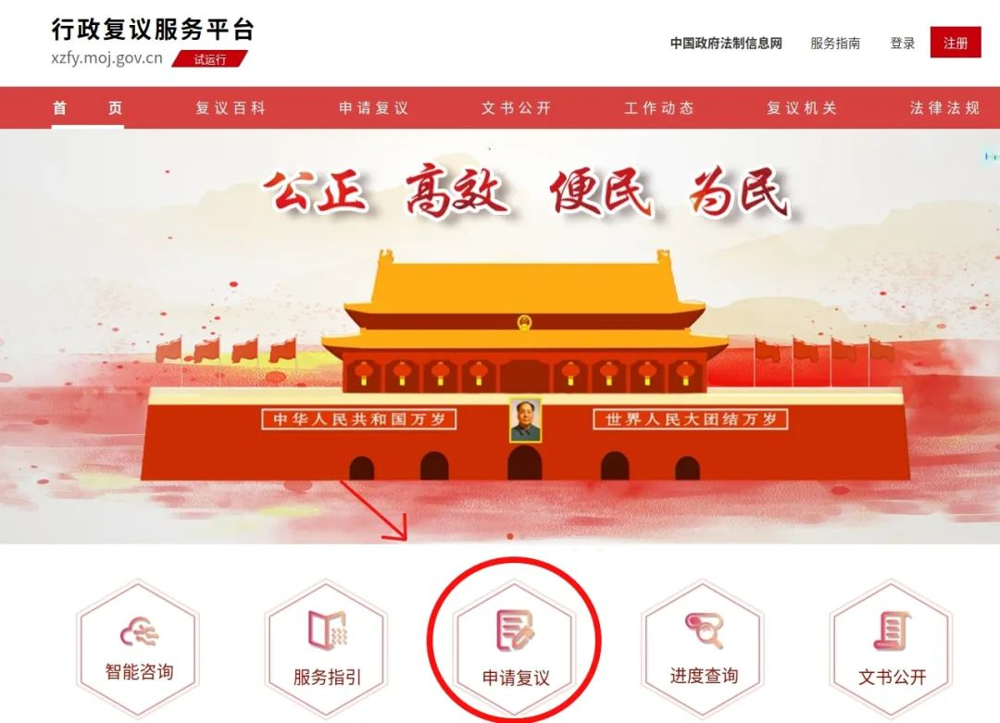 行政复议服务平台
xzfy.moj.gov.cn 试运行
中国政府法制信息网 服务指南 登录 注册
首 页 复议百科 申请复议 文书公开 工作动态 复议机关 法律法规
公正 高效 便民 为民
中华人民共和国万岁 世界人民大团结万岁
智能咨询 服务指引 申请复议 进度查询 文书公开